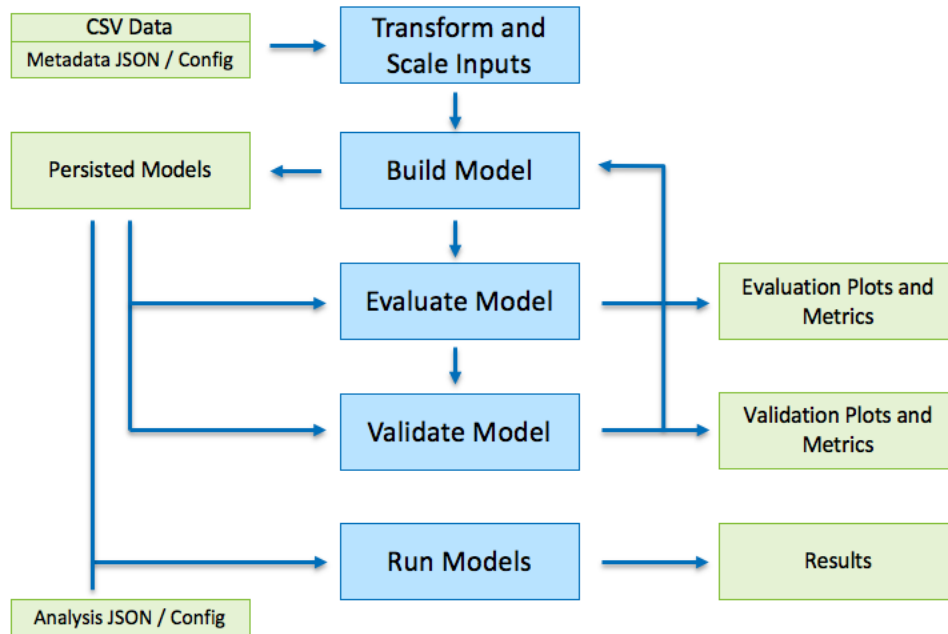 CSV Data
Metadata JSON / Config
Transform and
Scale Inputs
Persisted Models
Build Model
Evaluate Model
Evaluation Plots and
Metrics
Validate Model
Validation Plots and
Metrics
Run Models
Results
Analysis JSON / Config